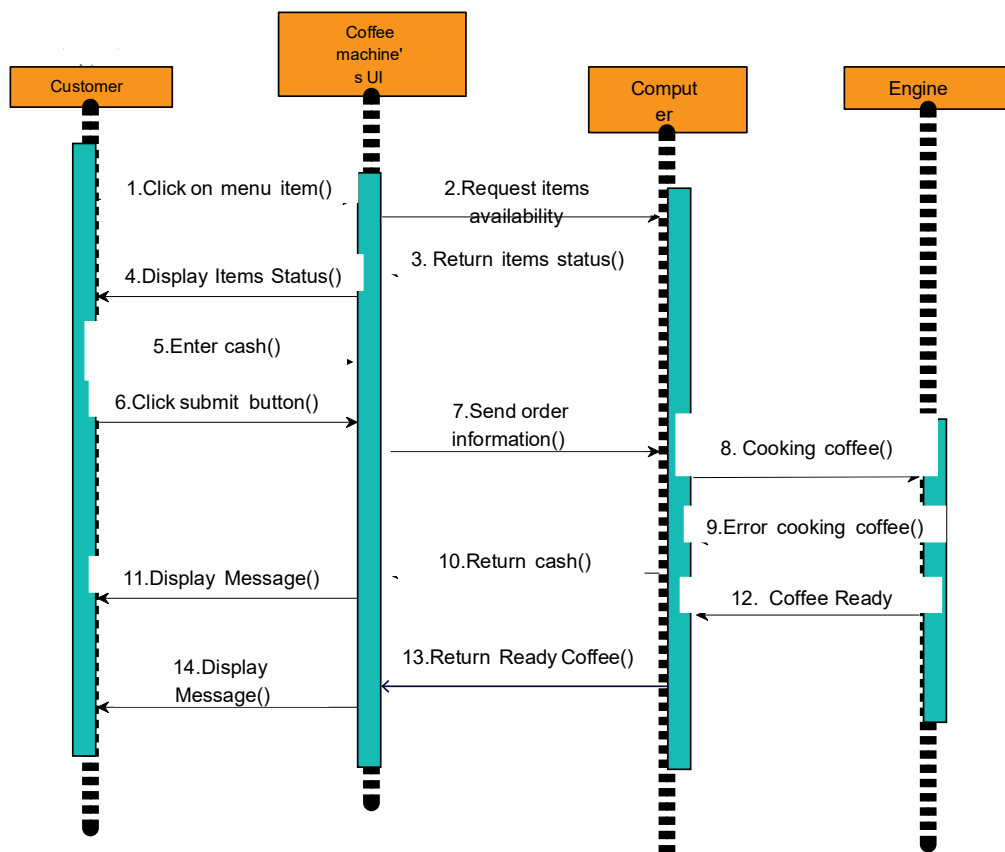 Coffee
machine'
s UI
Customer
Comput
er
Engine
1.Click on menu item()
2.Request items
availability
3. Return items status()
4.Display Items Status()
5.Enter cash()
6.Click submit button()
7.Send order
information()
8. Cooking coffee()
9.Error cooking coffee()
10.Return cash()
11.Display Message()
12. Coffee Ready
13.Return Ready Coffee()
14.Display
Message()